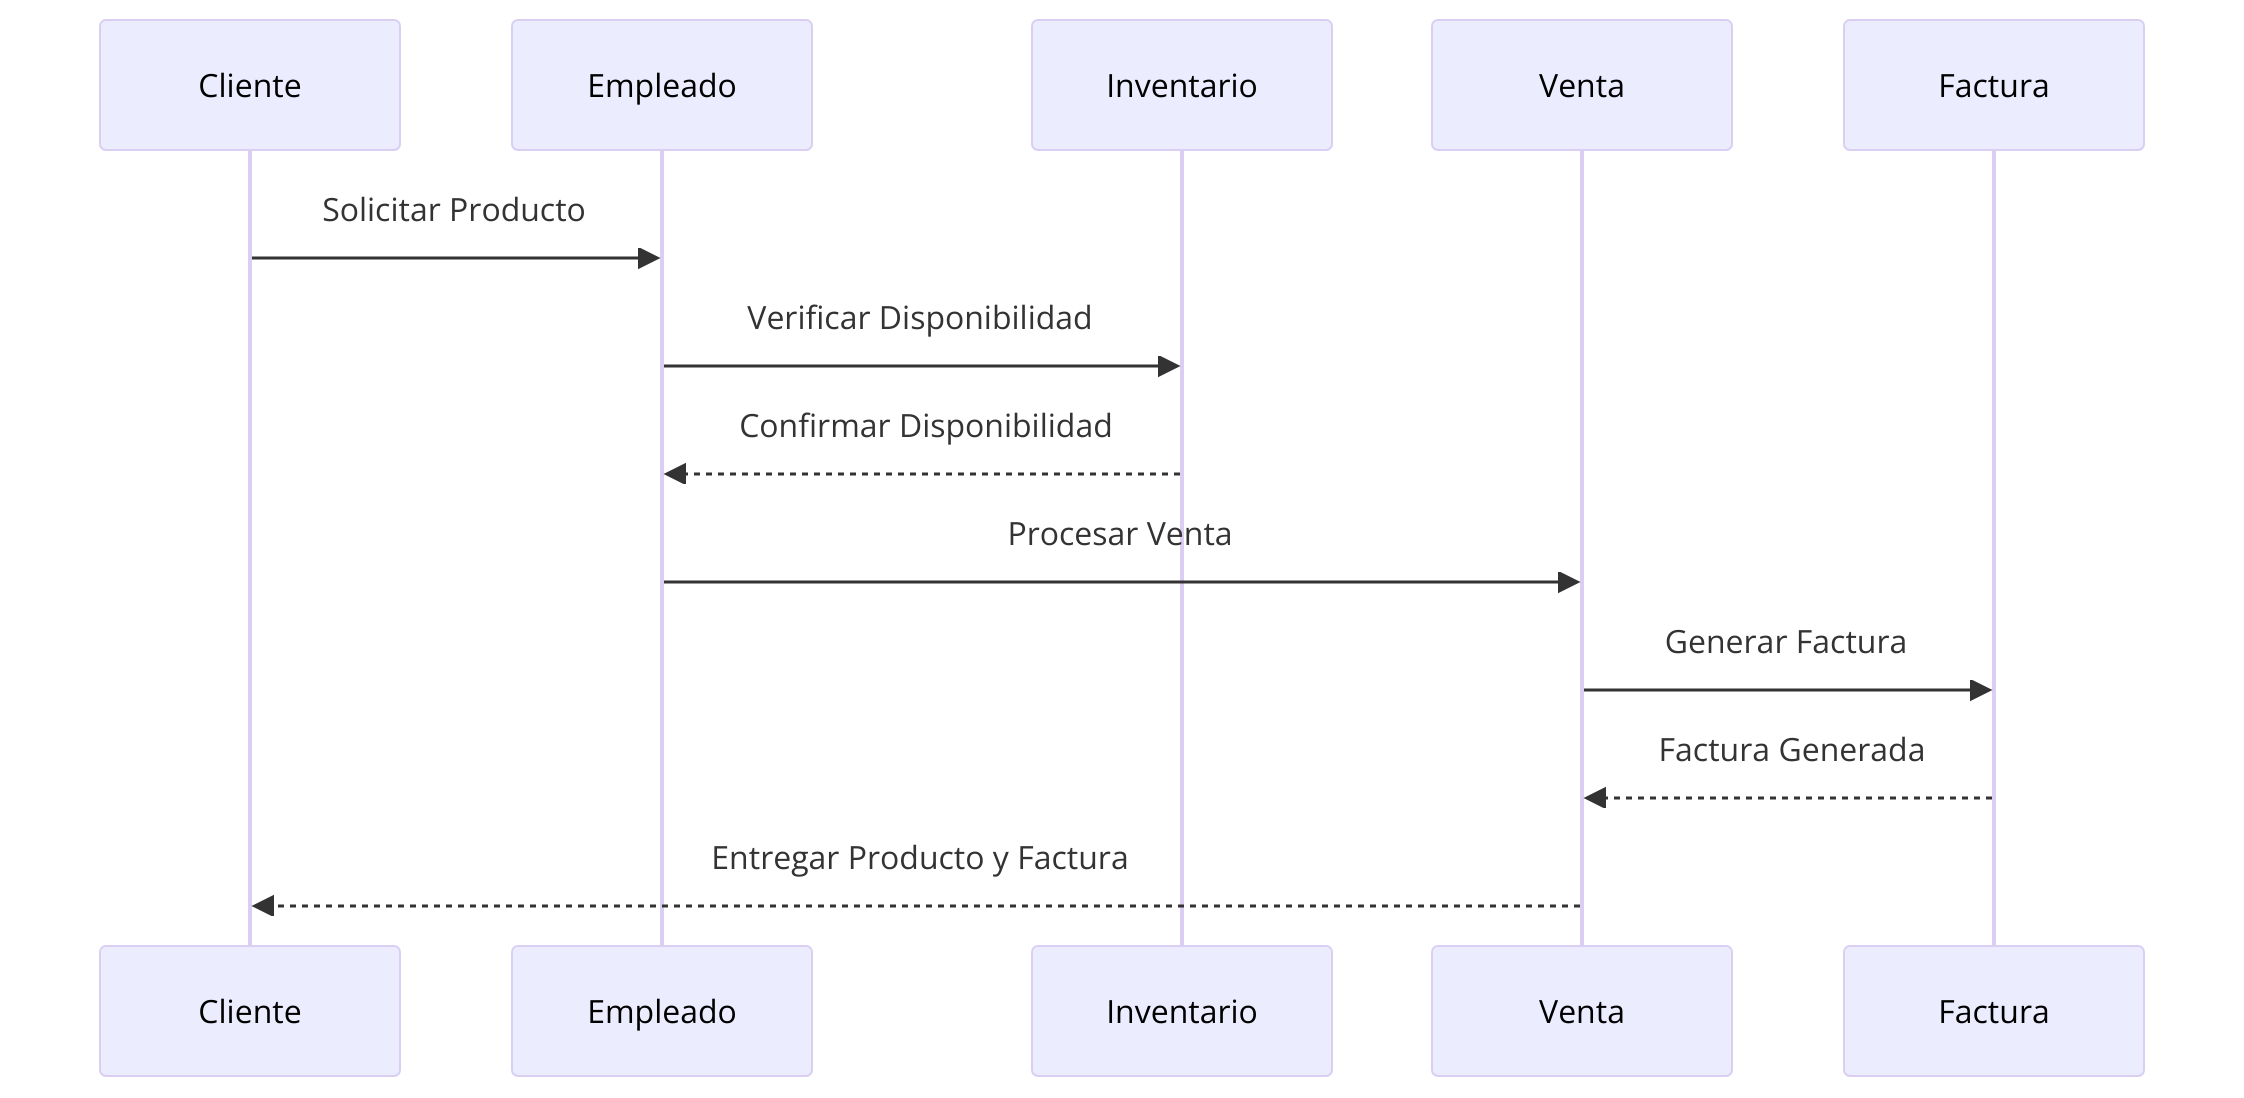 Cliente
Empleado
Inventario
Venta
Factura
Solicitar Producto
Verificar Disponibilidad
Confirmar Disponibilidad
Procesar Venta
Generar Factura
Factura Generada
Entregar Producto y Factura
Cliente
Empleado
Inventario
Venta
Factura